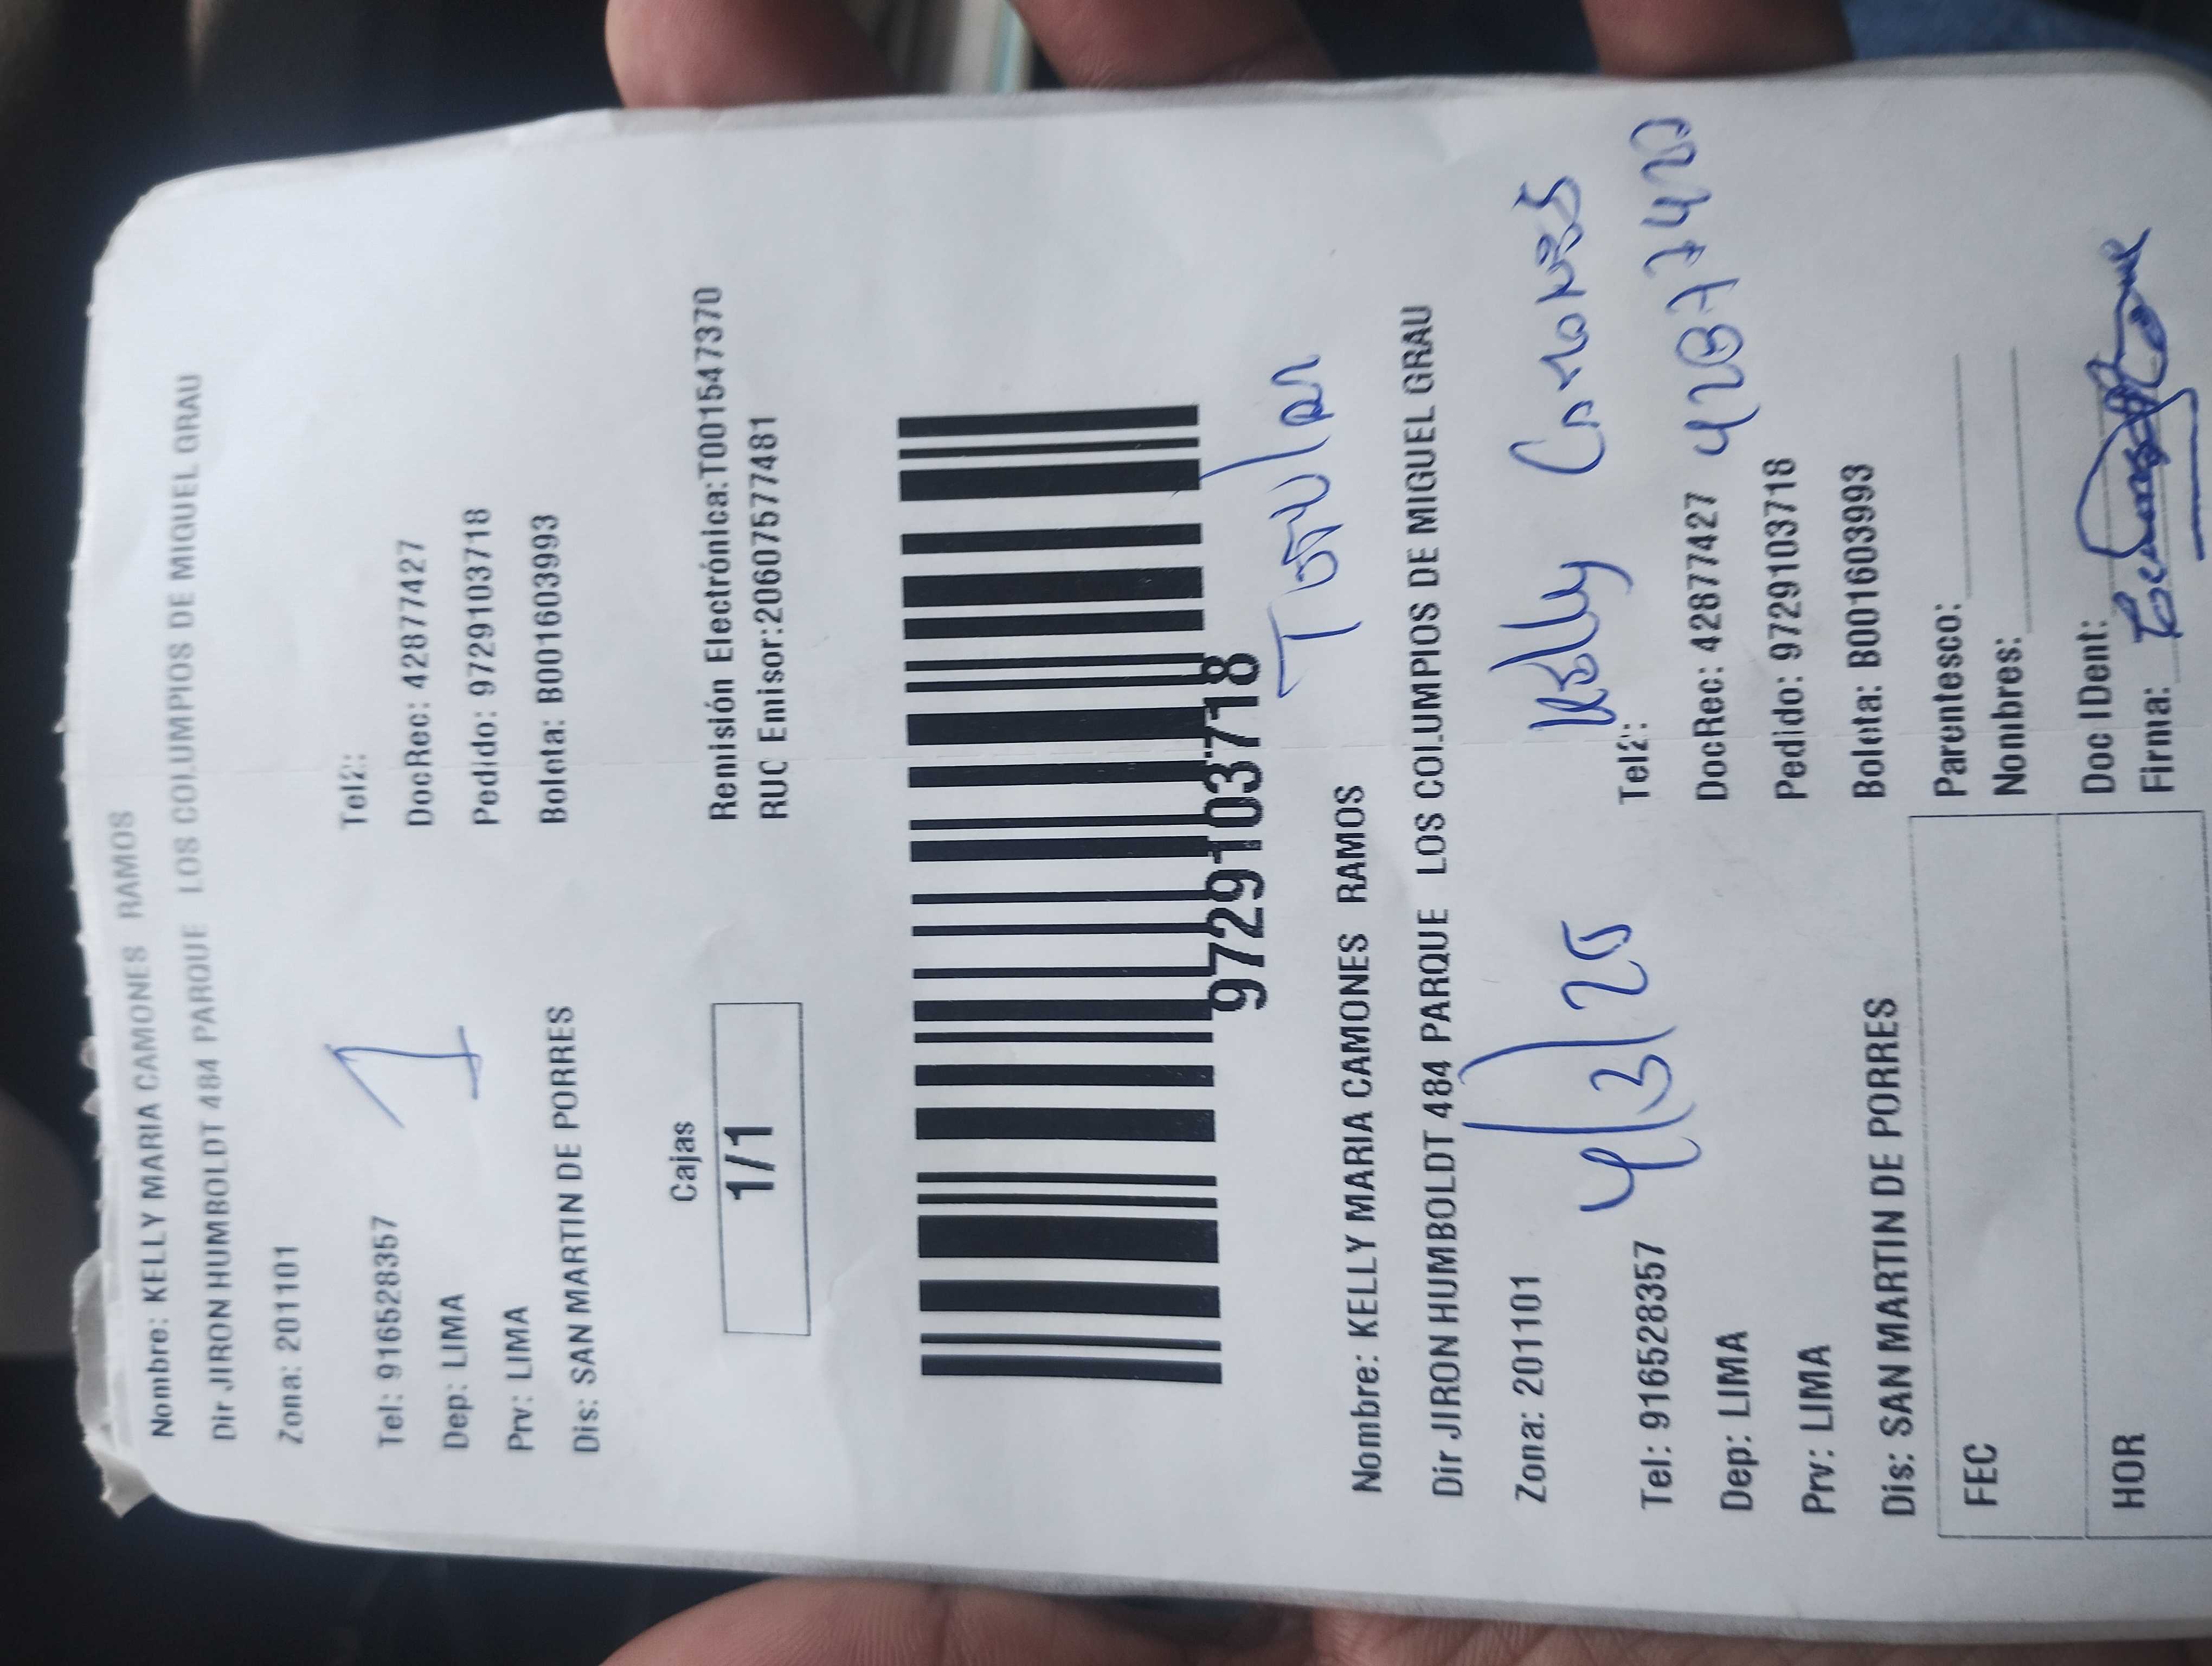 Nombre: KELLY MARIA CAMONES RAMOS
Dir JIRON HUMBOLDT 484 PARQUE LOS COLUMPIOS DE MIGUEL GRAU
Zona: 201101
Tel: 916528357 1 Tel2:
Dep: LIMA DocRec: 42877427
Prv: LIMA Pedido: 9729103718
Dis: SAN MARTIN DE PORRES Boleta: B001603993
Cajas
1/1
Remisión Electrónica:T001547370
RUC Emisor:20607577481
9729103718
Titular
Nombre: KELLY MARIA CAMONES RAMOS
Dir JIRON HUMBOLDT 484 PARQUE LOS COLUMPIOS DE MIGUEL GRAU
Zona: 201101 4/3/25 Kelly Camones
Tel: 916528357 Tel2:
Dep: LIMA DocRec: 42877427
Prv: LIMA Pedido: 9729103718
Dis: SAN MARTIN DE PORRES Boleta: B001603993
FEC Parentesco:
Nonbres:
HOR Doc IDent:
Firma: